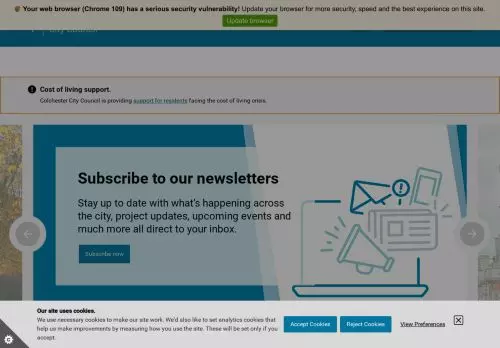 Your web browser (Chrome 109) has a serious security vulnerability! Update your browser for more security, speed and the best experience on this site.
Update browser
City Council
Cost of living support.
Colchester City Council is providing support for residents facing the cost of living crisis.
Subscribe to our newsletters
Stay up to date with what's happening across
the city, project updates, upcoming events and
much more all direct to your inbox.
Subscribe now
Our site uses cookies.
We use necessary cookies to make our site work. We'd also like to set analytics cookies that
help us make improvements by measuring how you use the site. These will be set only if you
accept.
Accept Cookies
Reject Cookies
View Preferences